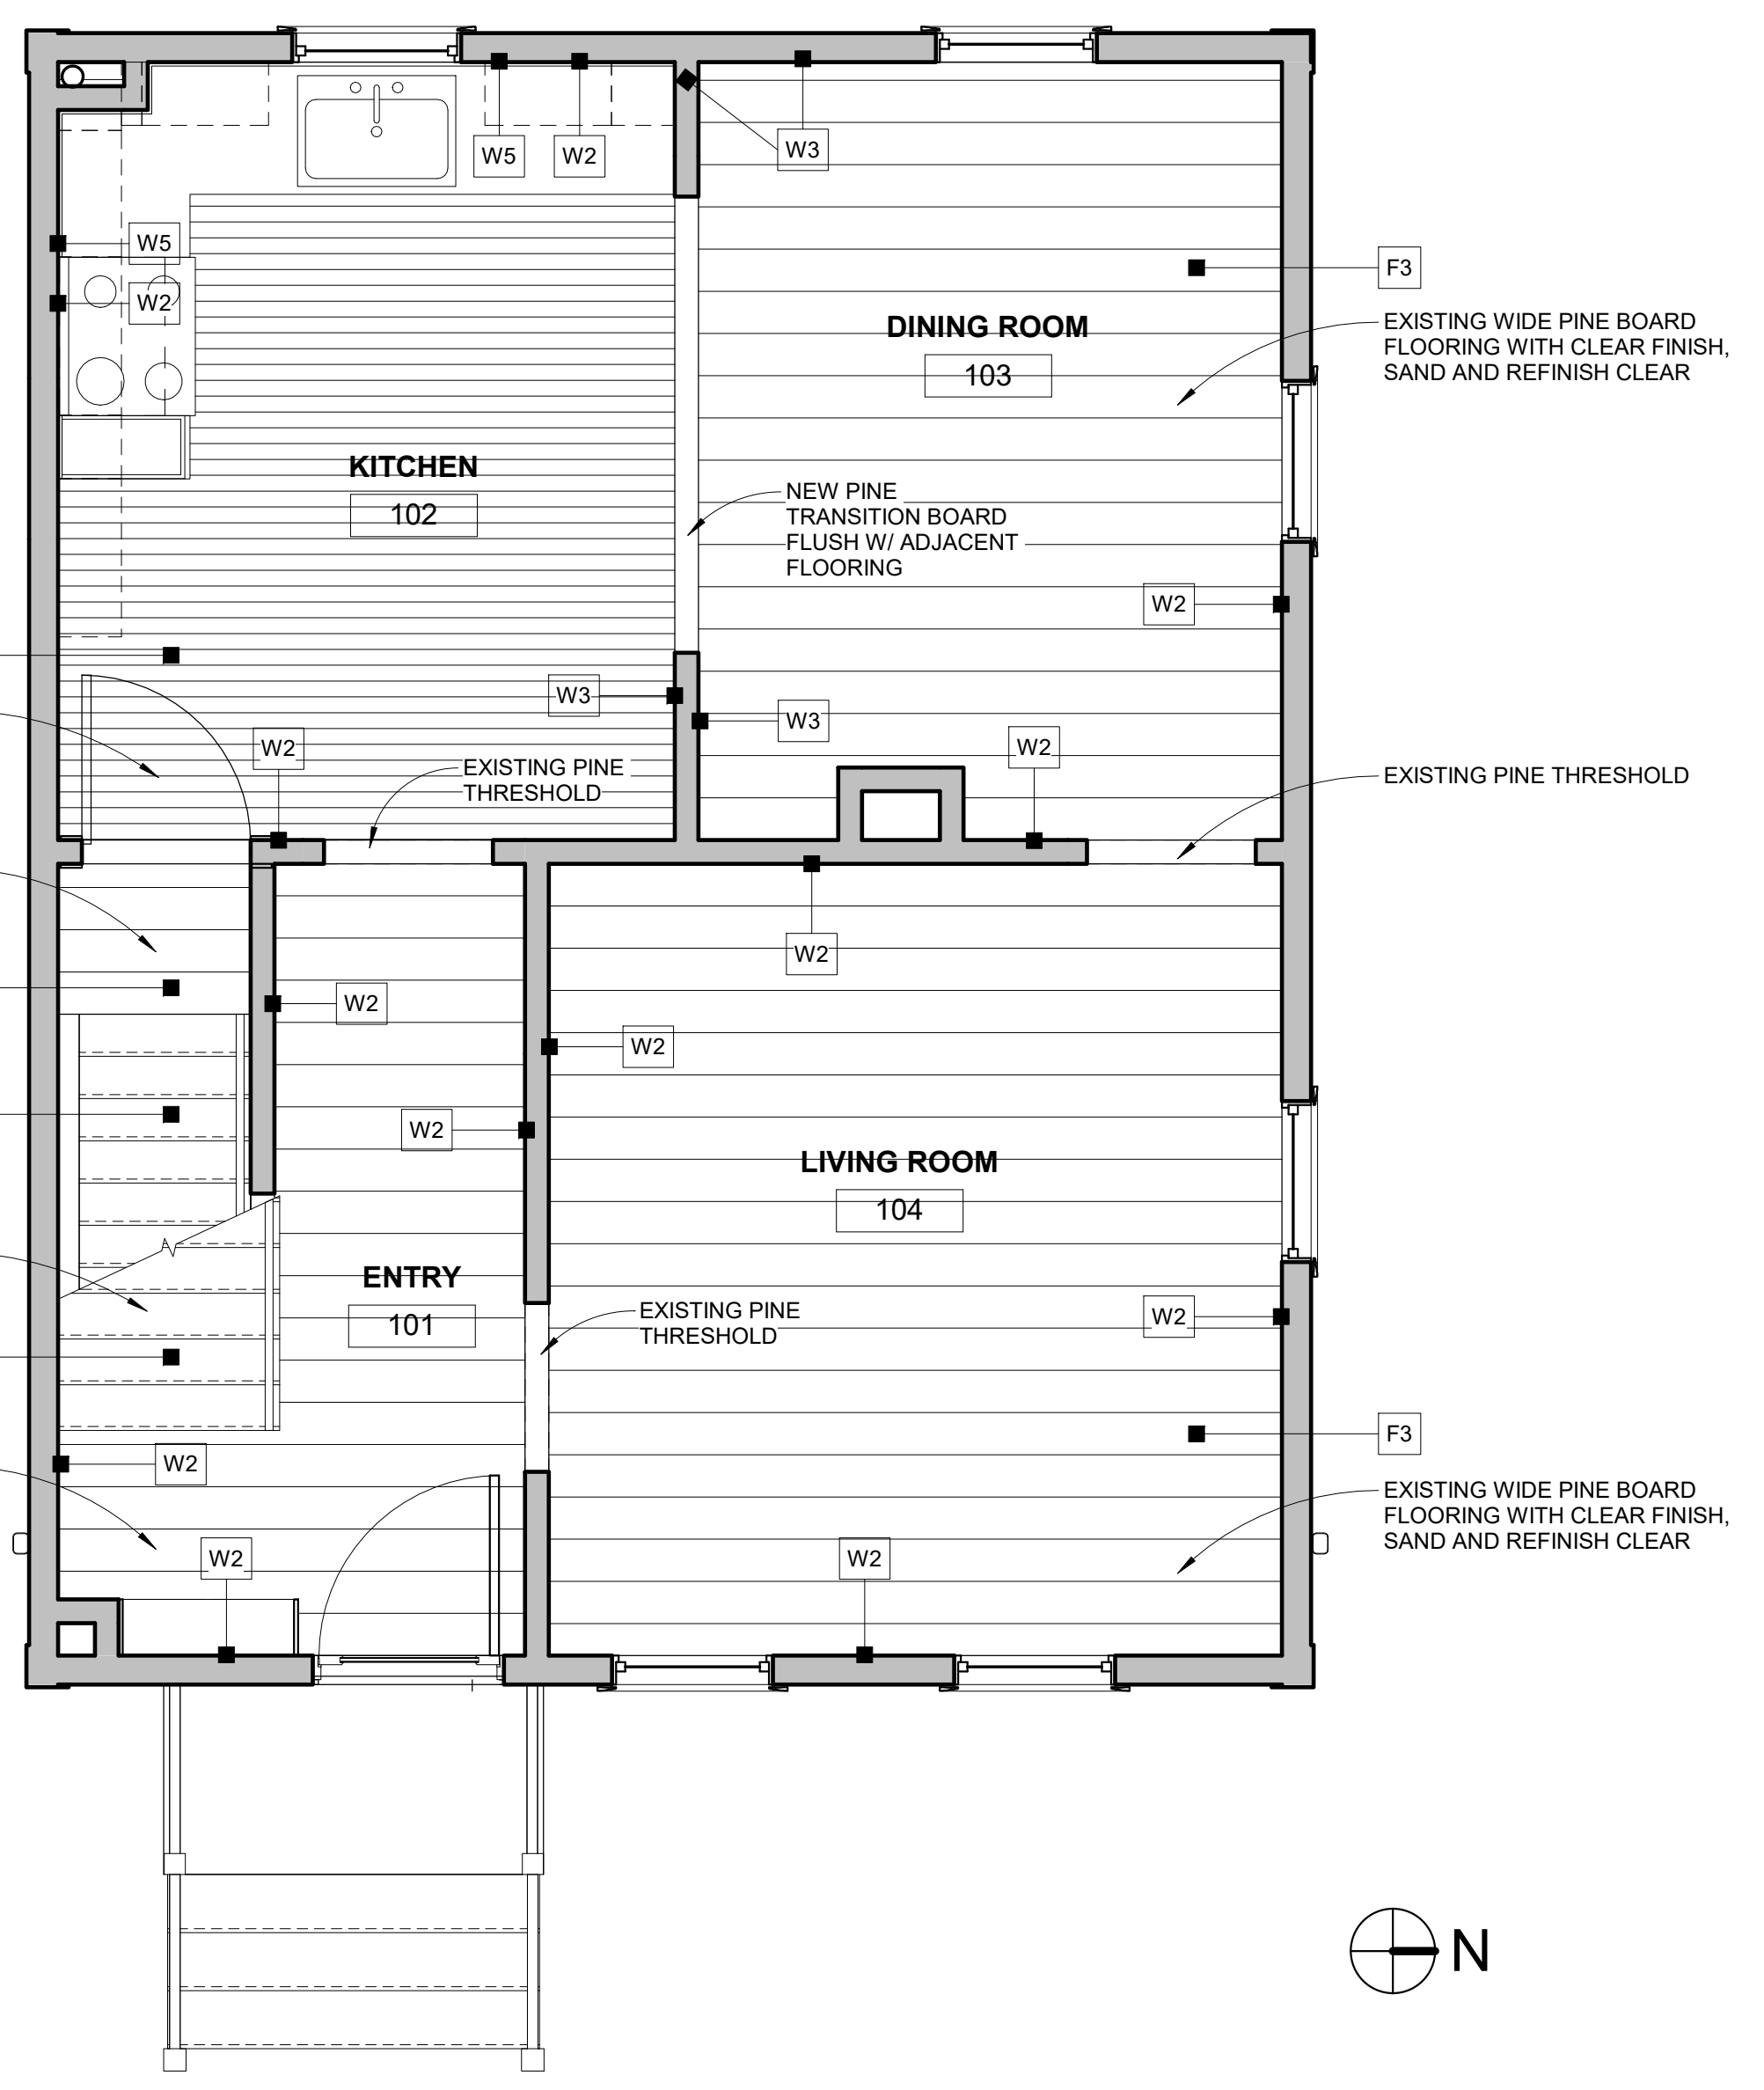 W5
W2
W3
W5
W2
F3
DINING ROOM
103
EXISTING WIDE PINE BOARD
FLOORING WITH CLEAR FINISH,
SAND AND REFINISH CLEAR
KITCHEN
102
NEW PINE
TRANSITION BOARD
FLUSH W/ ADJACENT
FLOORING
W2
W3
W3
W2
W2
EXISTING PINE
THRESHOLD
EXISTING PINE THRESHOLD
W2
W2
W2
W2
LIVING ROOM
104
ENTRY
101
EXISTING PINE
THRESHOLD
W2
F3
W2
EXISTING WIDE PINE BOARD
FLOORING WITH CLEAR FINISH,
SAND AND REFINISH CLEAR
W2
W2
N